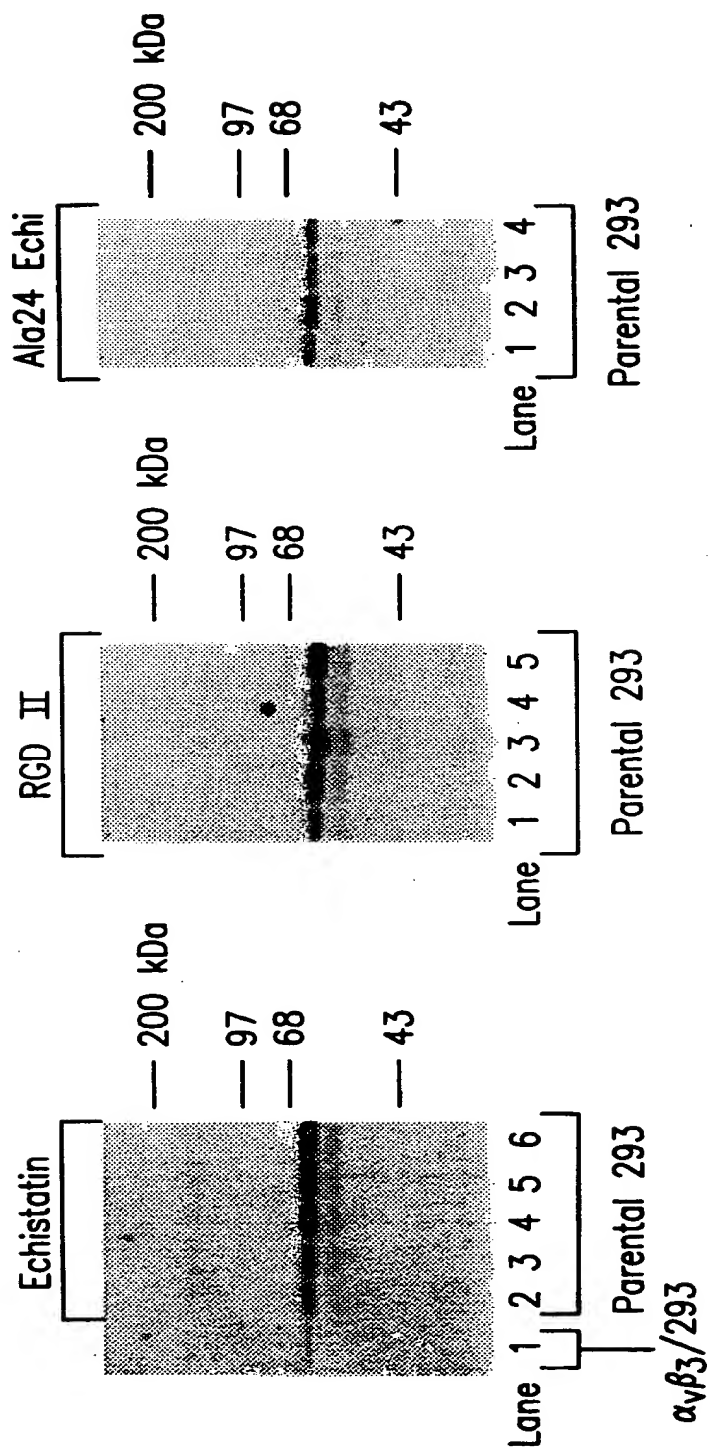 Echistatin
200 kDa
97
68
43
Lane 1 2 3 4 5 6
αvβ3/293
Parental 293
RGD II
200 kDa
97
68
43
Lane 1 2 3 4 5
Parental 293
Ala24 Echi
200 kDa
97
68
43
Lane 1 2 3 4
Parental 293